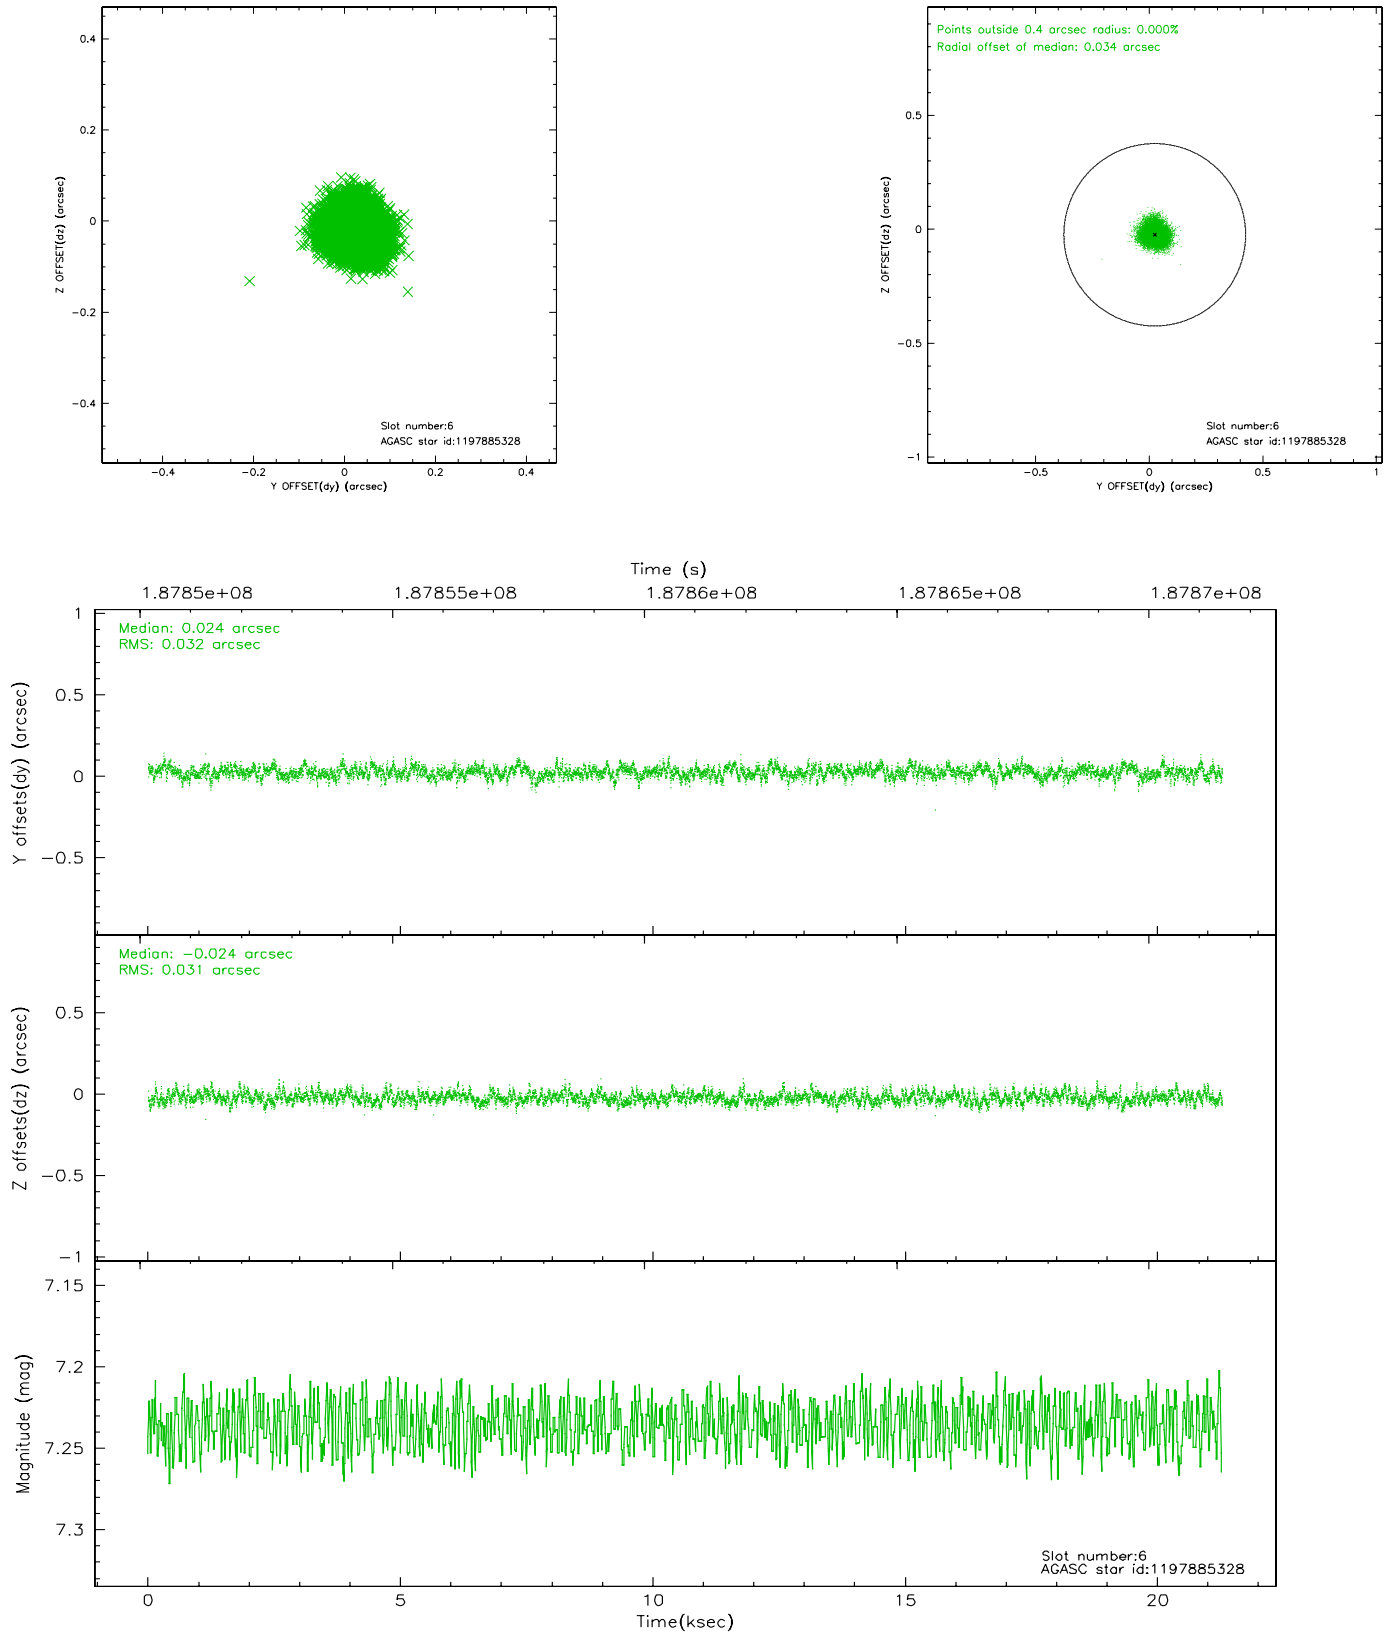 0.4
0.2
0
−0.2
−0.4
Z OFFSET(dz) (arcsec)
Slot number:6
AGASC star id:1197885328
−0.4 −0.2 0 0.2 0.4
Y OFFSET(dy) (arcsec)
Points outside 0.4 arcsec radius: 0.000%
Radial offset of median: 0.034 arcsec
0.5
0
−0.5
−1
Z OFFSET(dz) (arcsec)
Slot number:6
AGASC star id:1197885328
−0.5 0 0.5 1
Y OFFSET(dy) (arcsec)
Time (s)
1.8785e+08 1.87855e+08 1.8786e+08 1.87865e+08 1.8787e+08
Median: 0.024 arcsec
RMS: 0.032 arcsec
1
0.5
0
−0.5
Y offsets(dy) (arcsec)
Median: −0.024 arcsec
RMS: 0.031 arcsec
0.5
0
−0.5
−1
Z offsets(dz) (arcsec)
7.15
7.2
7.25
7.3
Magnitude (mag)
Slot number:6
AGASC star id:1197885328
0 5 10 15 20
Time(ksec)